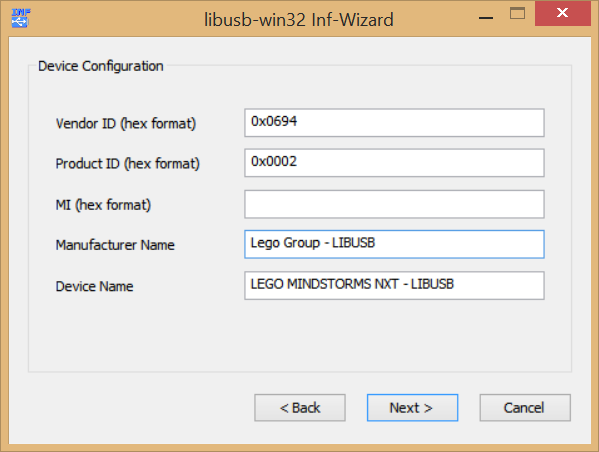 INF
libusb-win32 Inf-Wizard
Device Configuration
Vendor ID (hex format) 0x0694
Product ID (hex format) 0x0002
MI (hex format)
Manufacturer Name Lego Group - LIBUSB
Device Name LEGO MINDSTORMS NXT - LIBUSB
< Back Next > Cancel